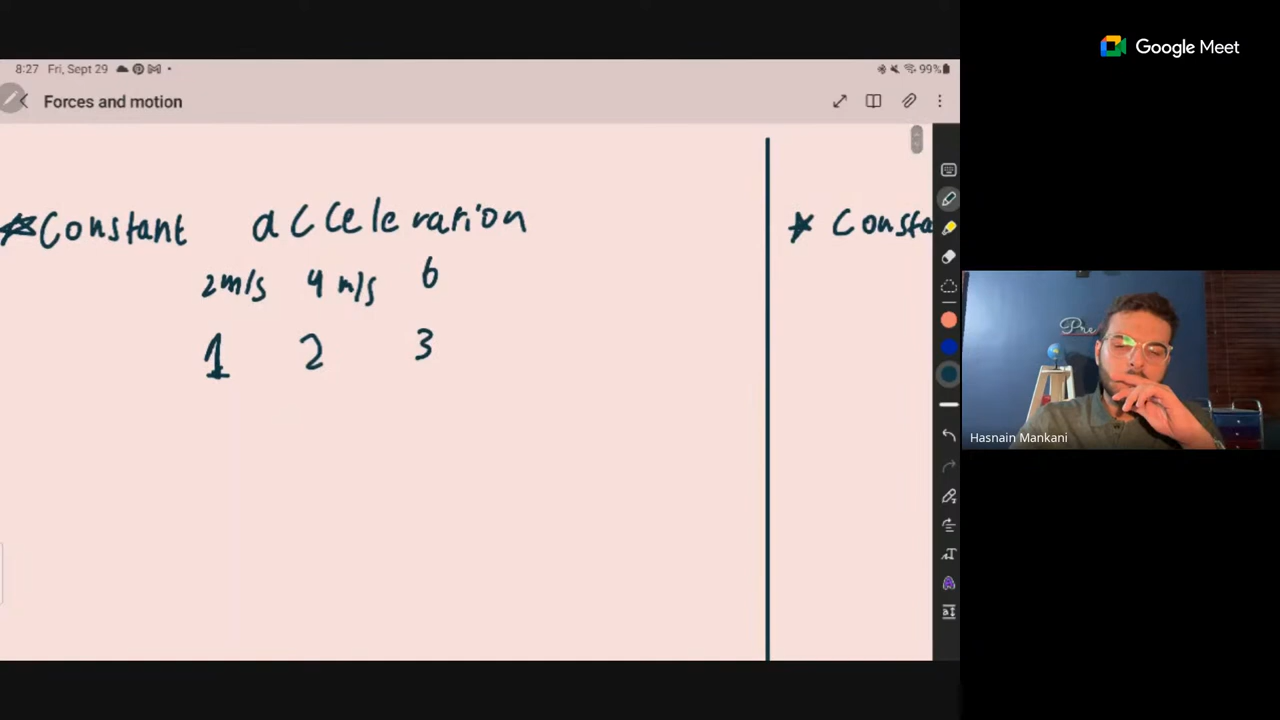 Google Meet
8:27 Fri, Sept 29
99%
Forces and motion
Constant acceleration
2m/s 4 m/s 6
1 2 3
Consta
Pre
Hasnain Mankani